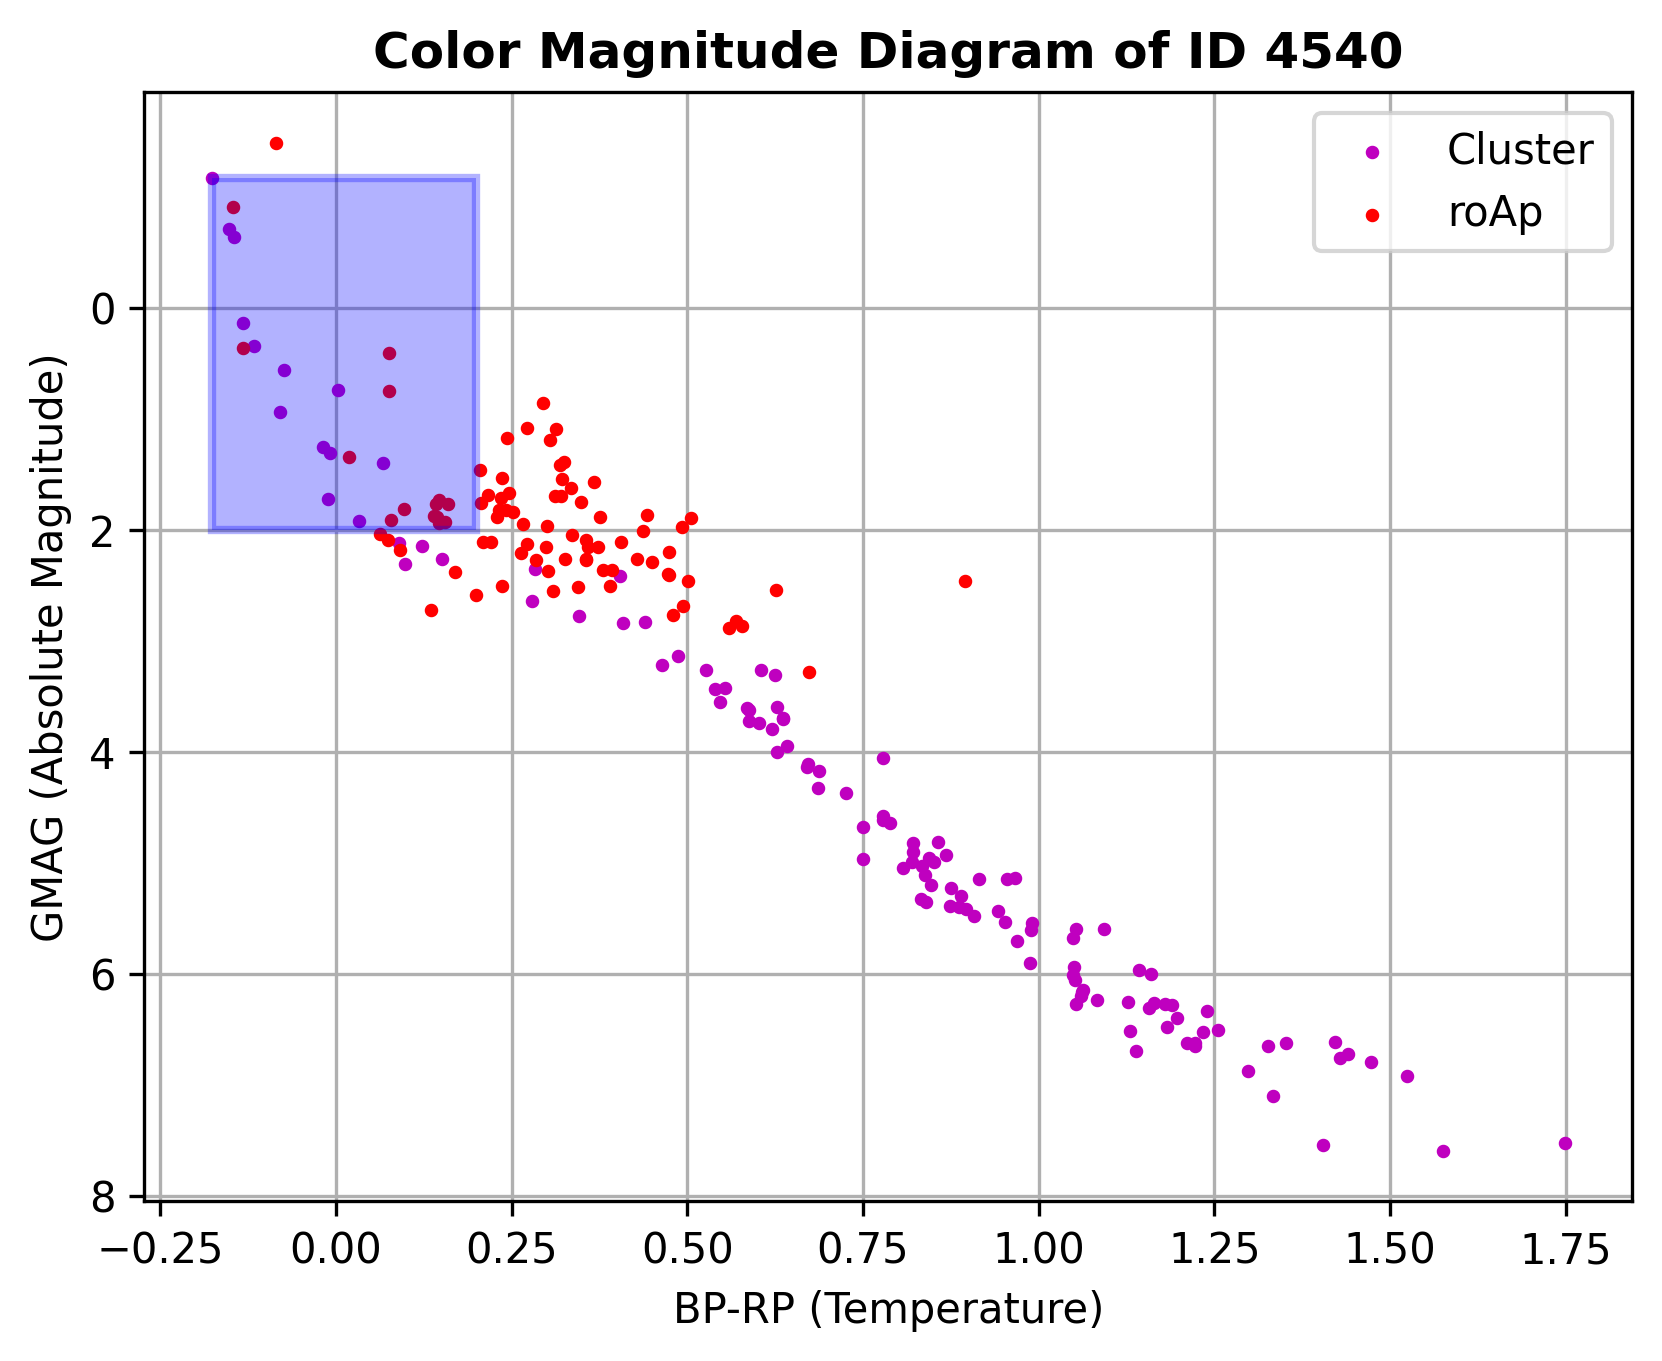 Color Magnitude Diagram of ID 4540
Cluster
roAp
GMAG (Absolute Magnitude)
0
2
4
6
8
−0.25 0.00 0.25 0.50 0.75 1.00 1.25 1.50 1.75
BP-RP (Temperature)